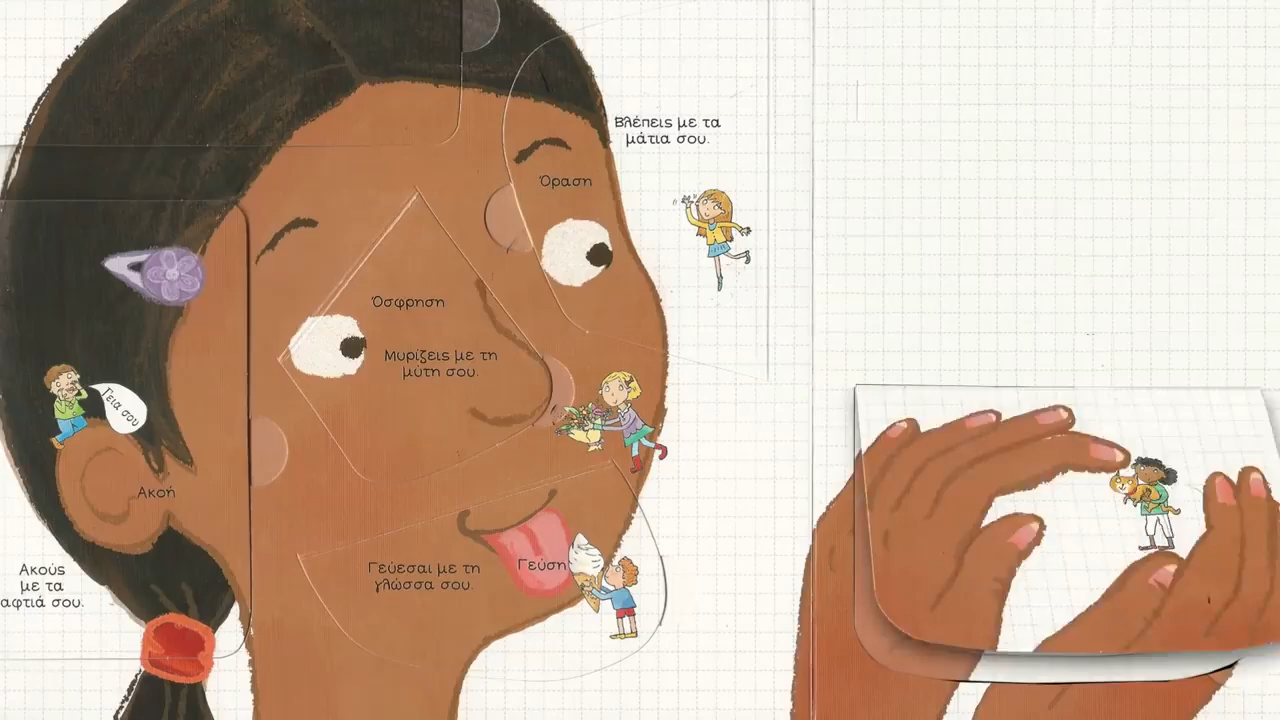 Βλέπεις με τα
μάτια σου.
Όραση
Όσφρηση
Μυρίζεις με τη
μύτη σου.
Γεια σου
Ακοή
Ακούς
με τα
αφτιά σου.
Γεύεσαι με τη
γλώσσα σου.
Γεύση